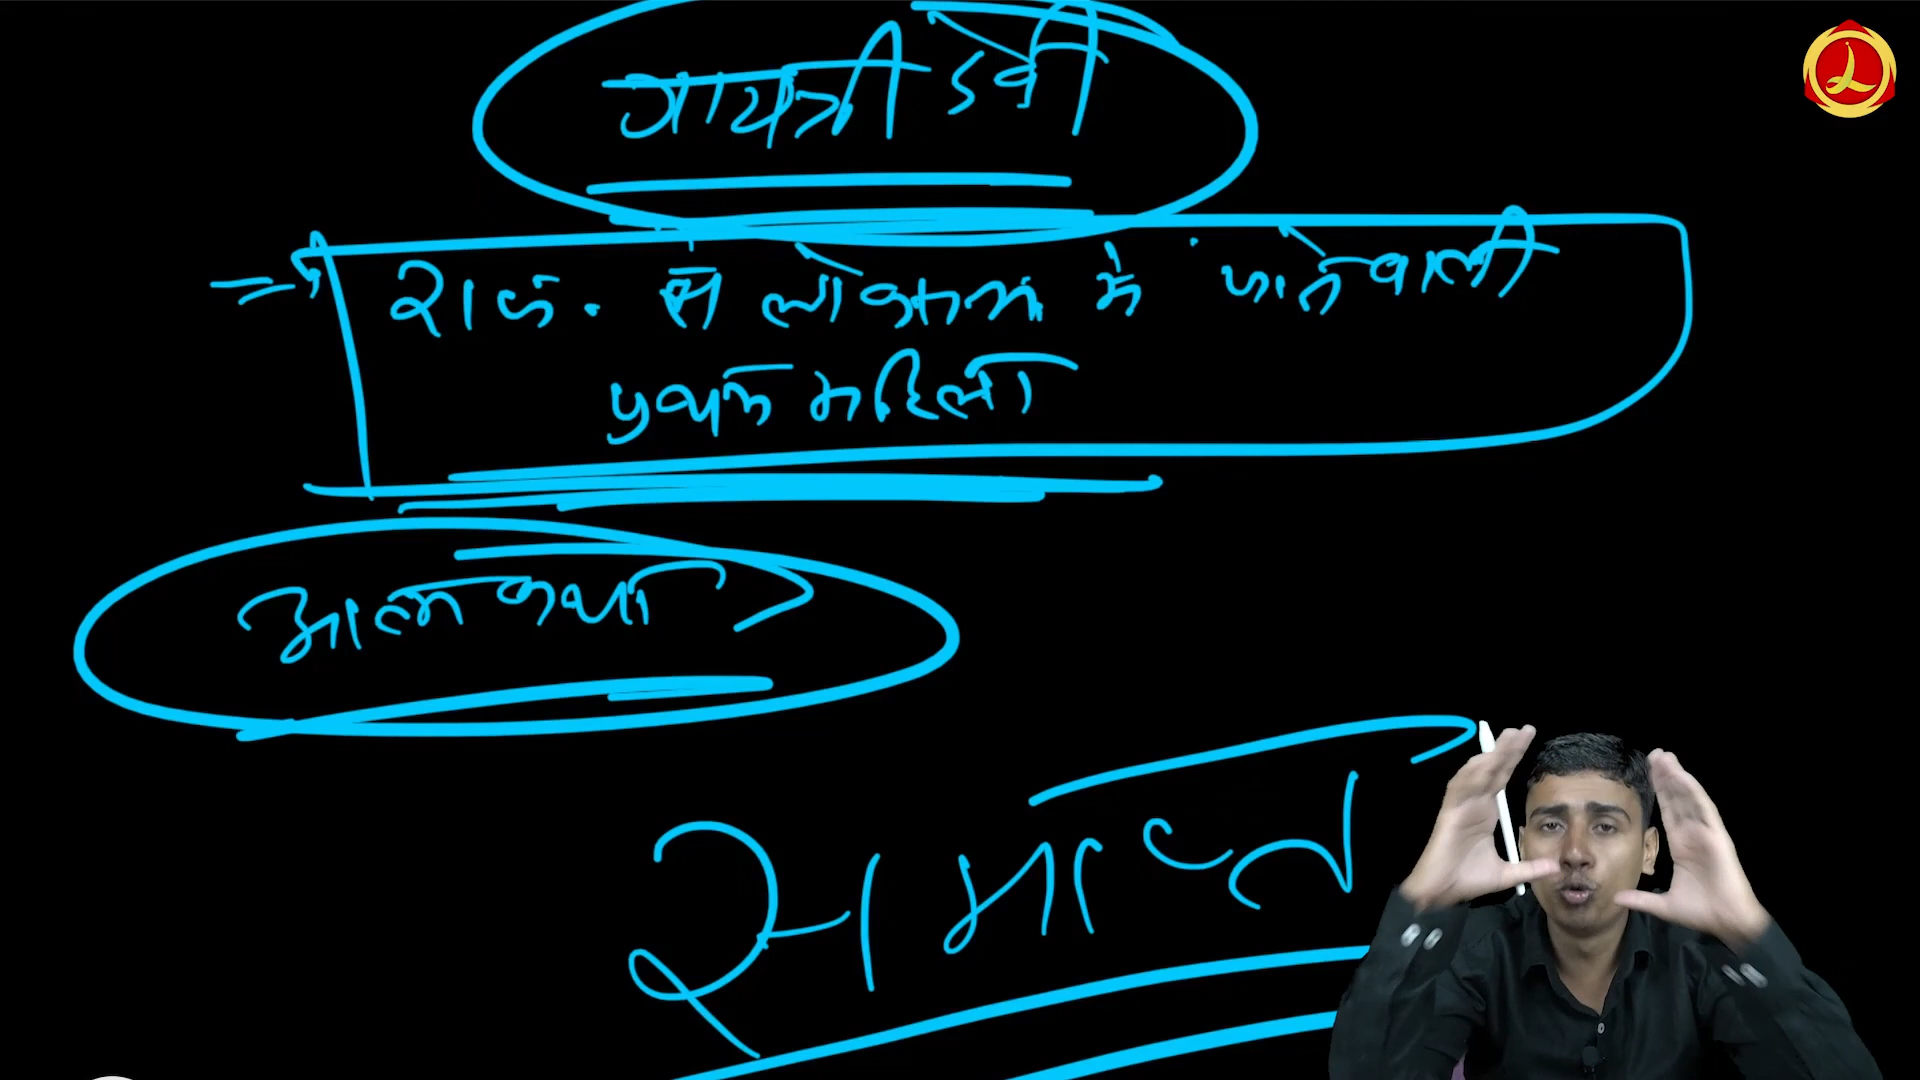 गायत्री देवी
=> राज. से लोकसभा मे जानेवाली
प्रथम महिला
आत्मकथा
समाप्त